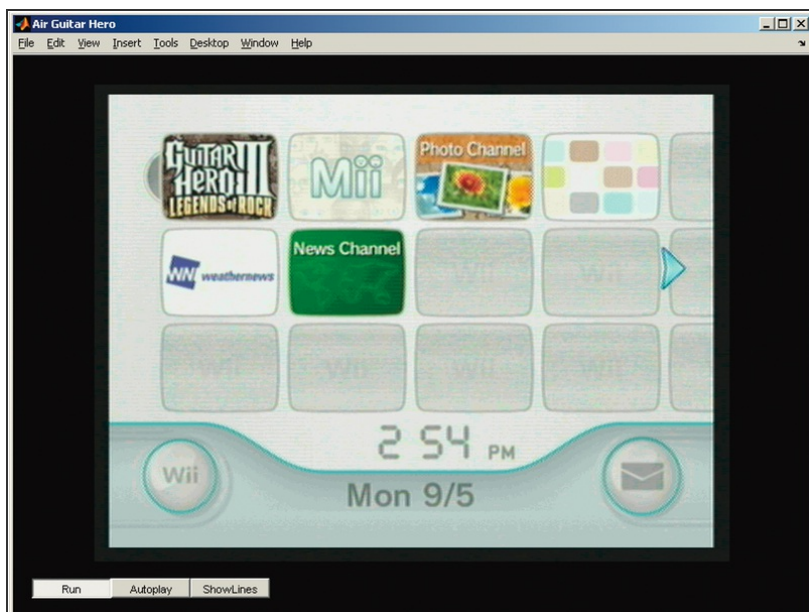 Air Guitar Hero
File Edit View Insert Tools Desktop Window Help
GUITAR HERO III
LEGENDS of ROCK
Mii
Photo Channel
WN weathernews
News Channel
Wii
Wii
Wii
Wii
Wii
Wii
2 54 PM
Wii
Mon 9/5
Run Autoplay ShowLines